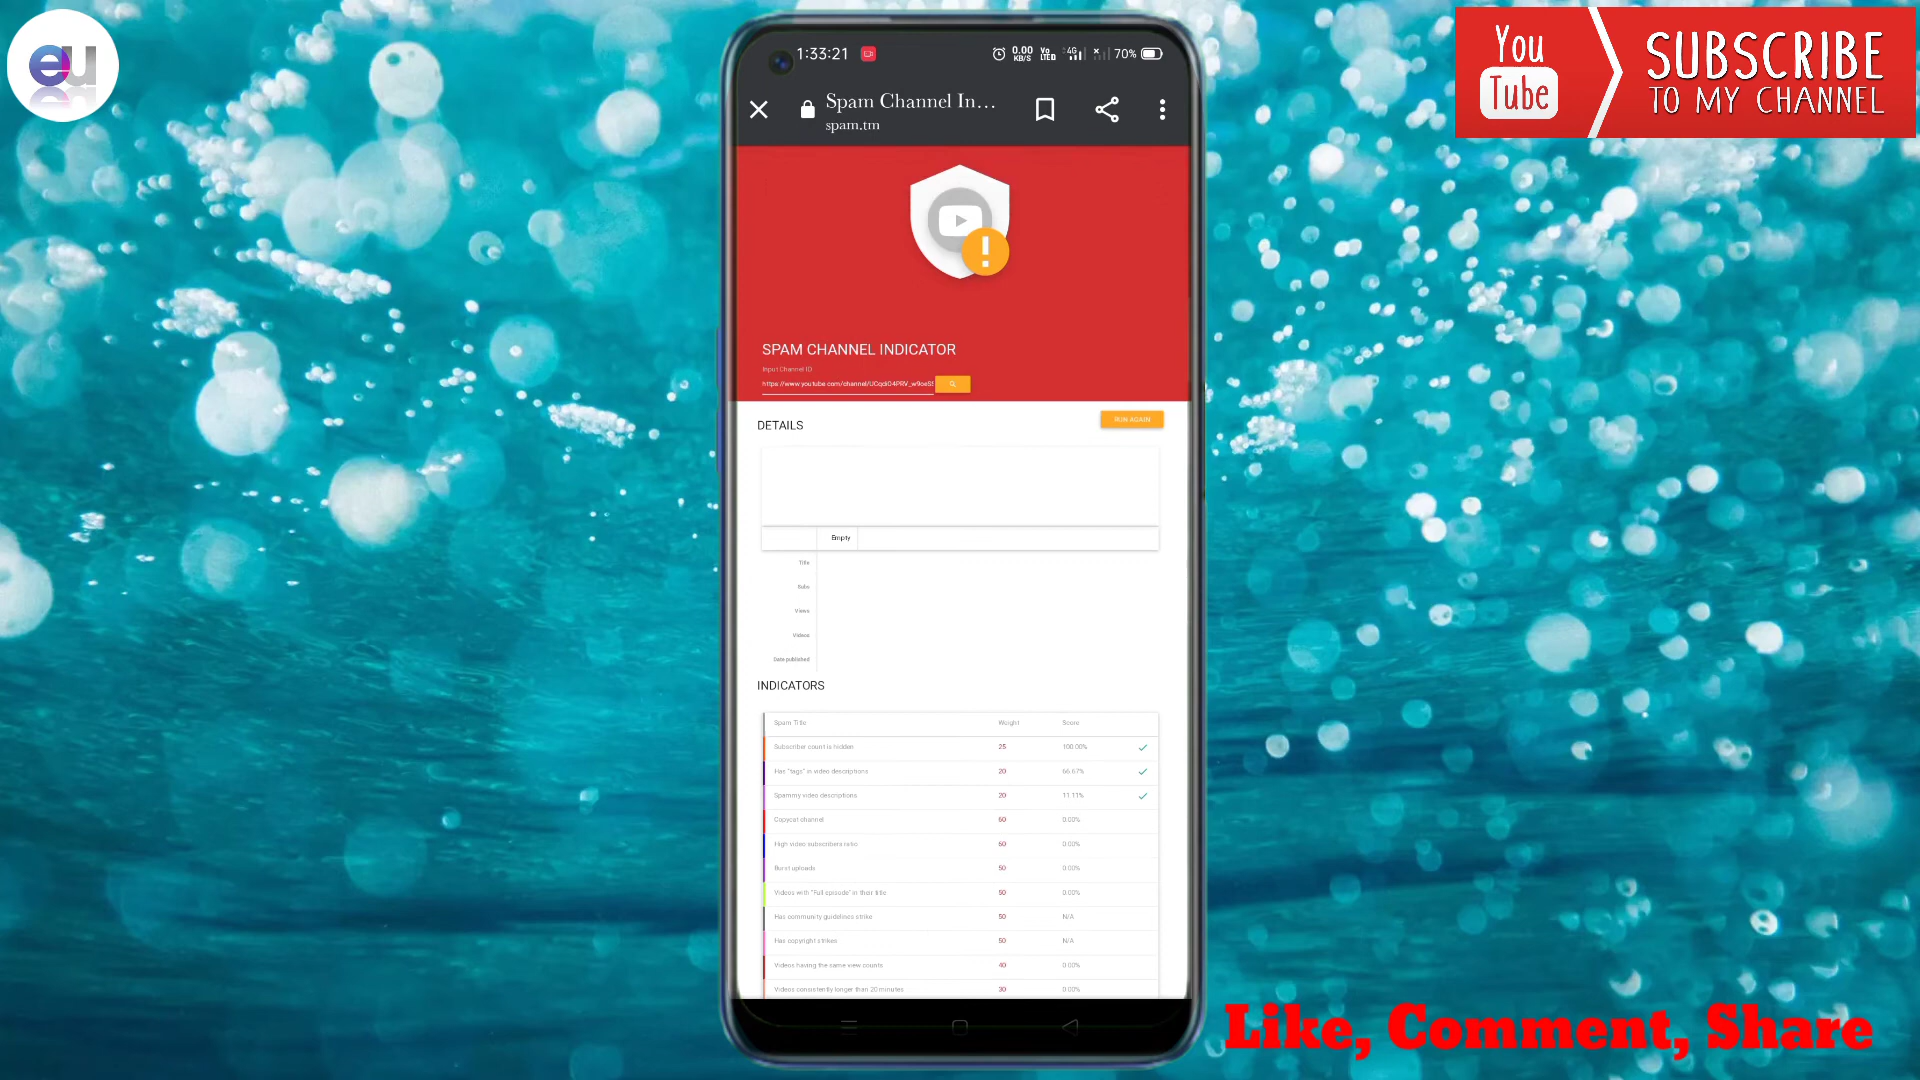 eu
1:33:21
0.00 KB/S
Vo LTE
4G
70%
Spam Channel In...
spam.tm
You Tube
SUBSCRIBE
TO MY CHANNEL
SPAM CHANNEL INDICATOR
Input Channel ID
DETAILS
RUN AGAIN
Empty
Title
Subs
Views
Videos
Date published
INDICATORS
Spam Title Weight Score
Subscriber count is hidden 25 100.00%
Has "tags" in video descriptions 20 66.67%
Spammy video descriptions 20 11.11%
Copycat channel 60 0.00%
High video subscribers ratio 60 0.00%
Burst uploads 50 0.00%
Videos with "Full episode" in their title 50 0.00%
Has community guidelines strike 50 N/A
Has copyright strikes 50 N/A
Videos having the same view counts 40 0.00%
Videos consistently longer than 20 minutes 30 0.00%
Like, Comment, Share